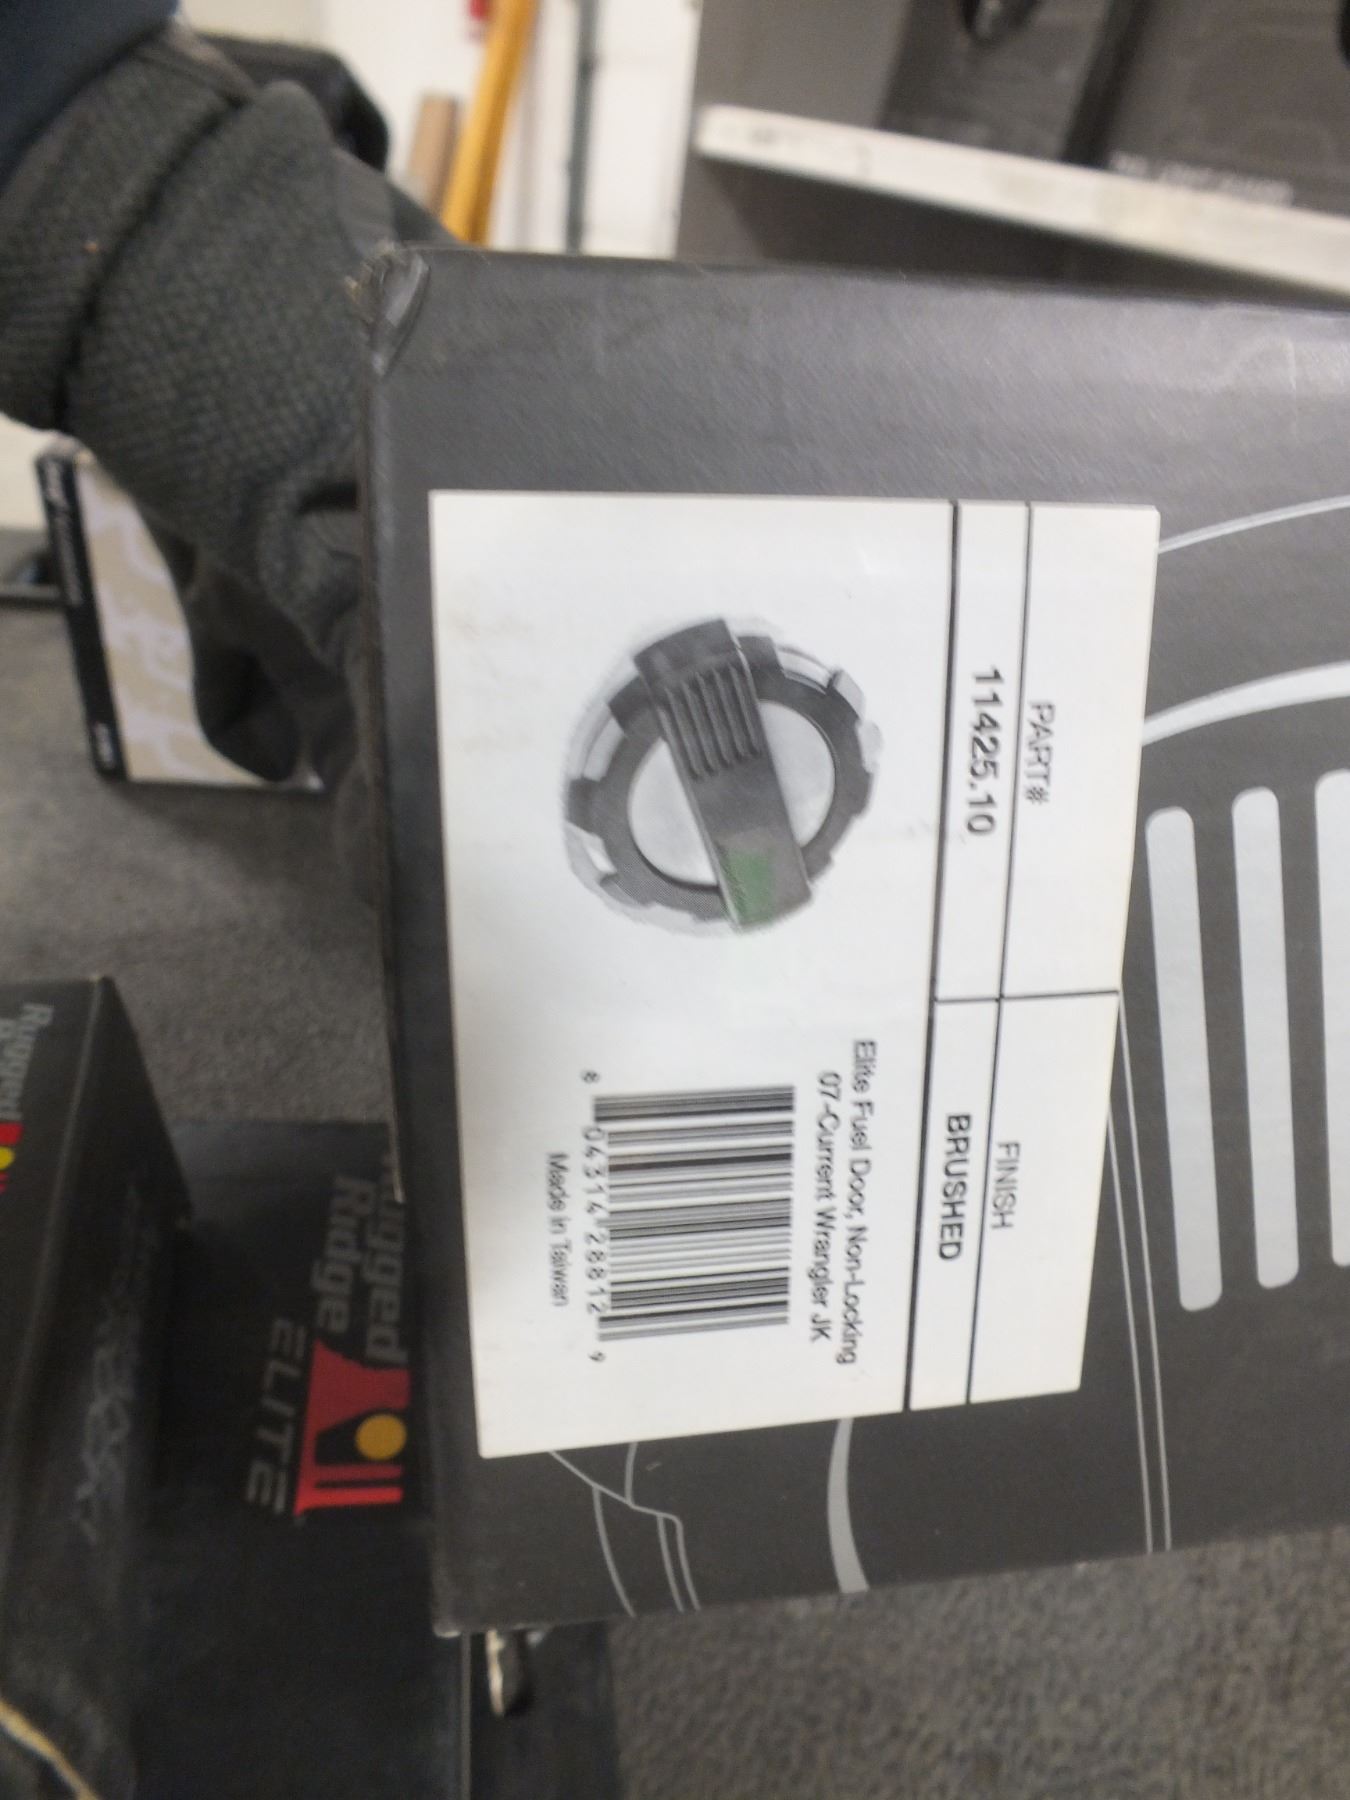 PART#
FINISH
11425.10
BRUSHED
Elite Fuel Door, Non-Locking
07-Current Wrangler JK
8 04314 28812 9
Made in Taiwan
Rugged
Ridge
ELITE
Rugged